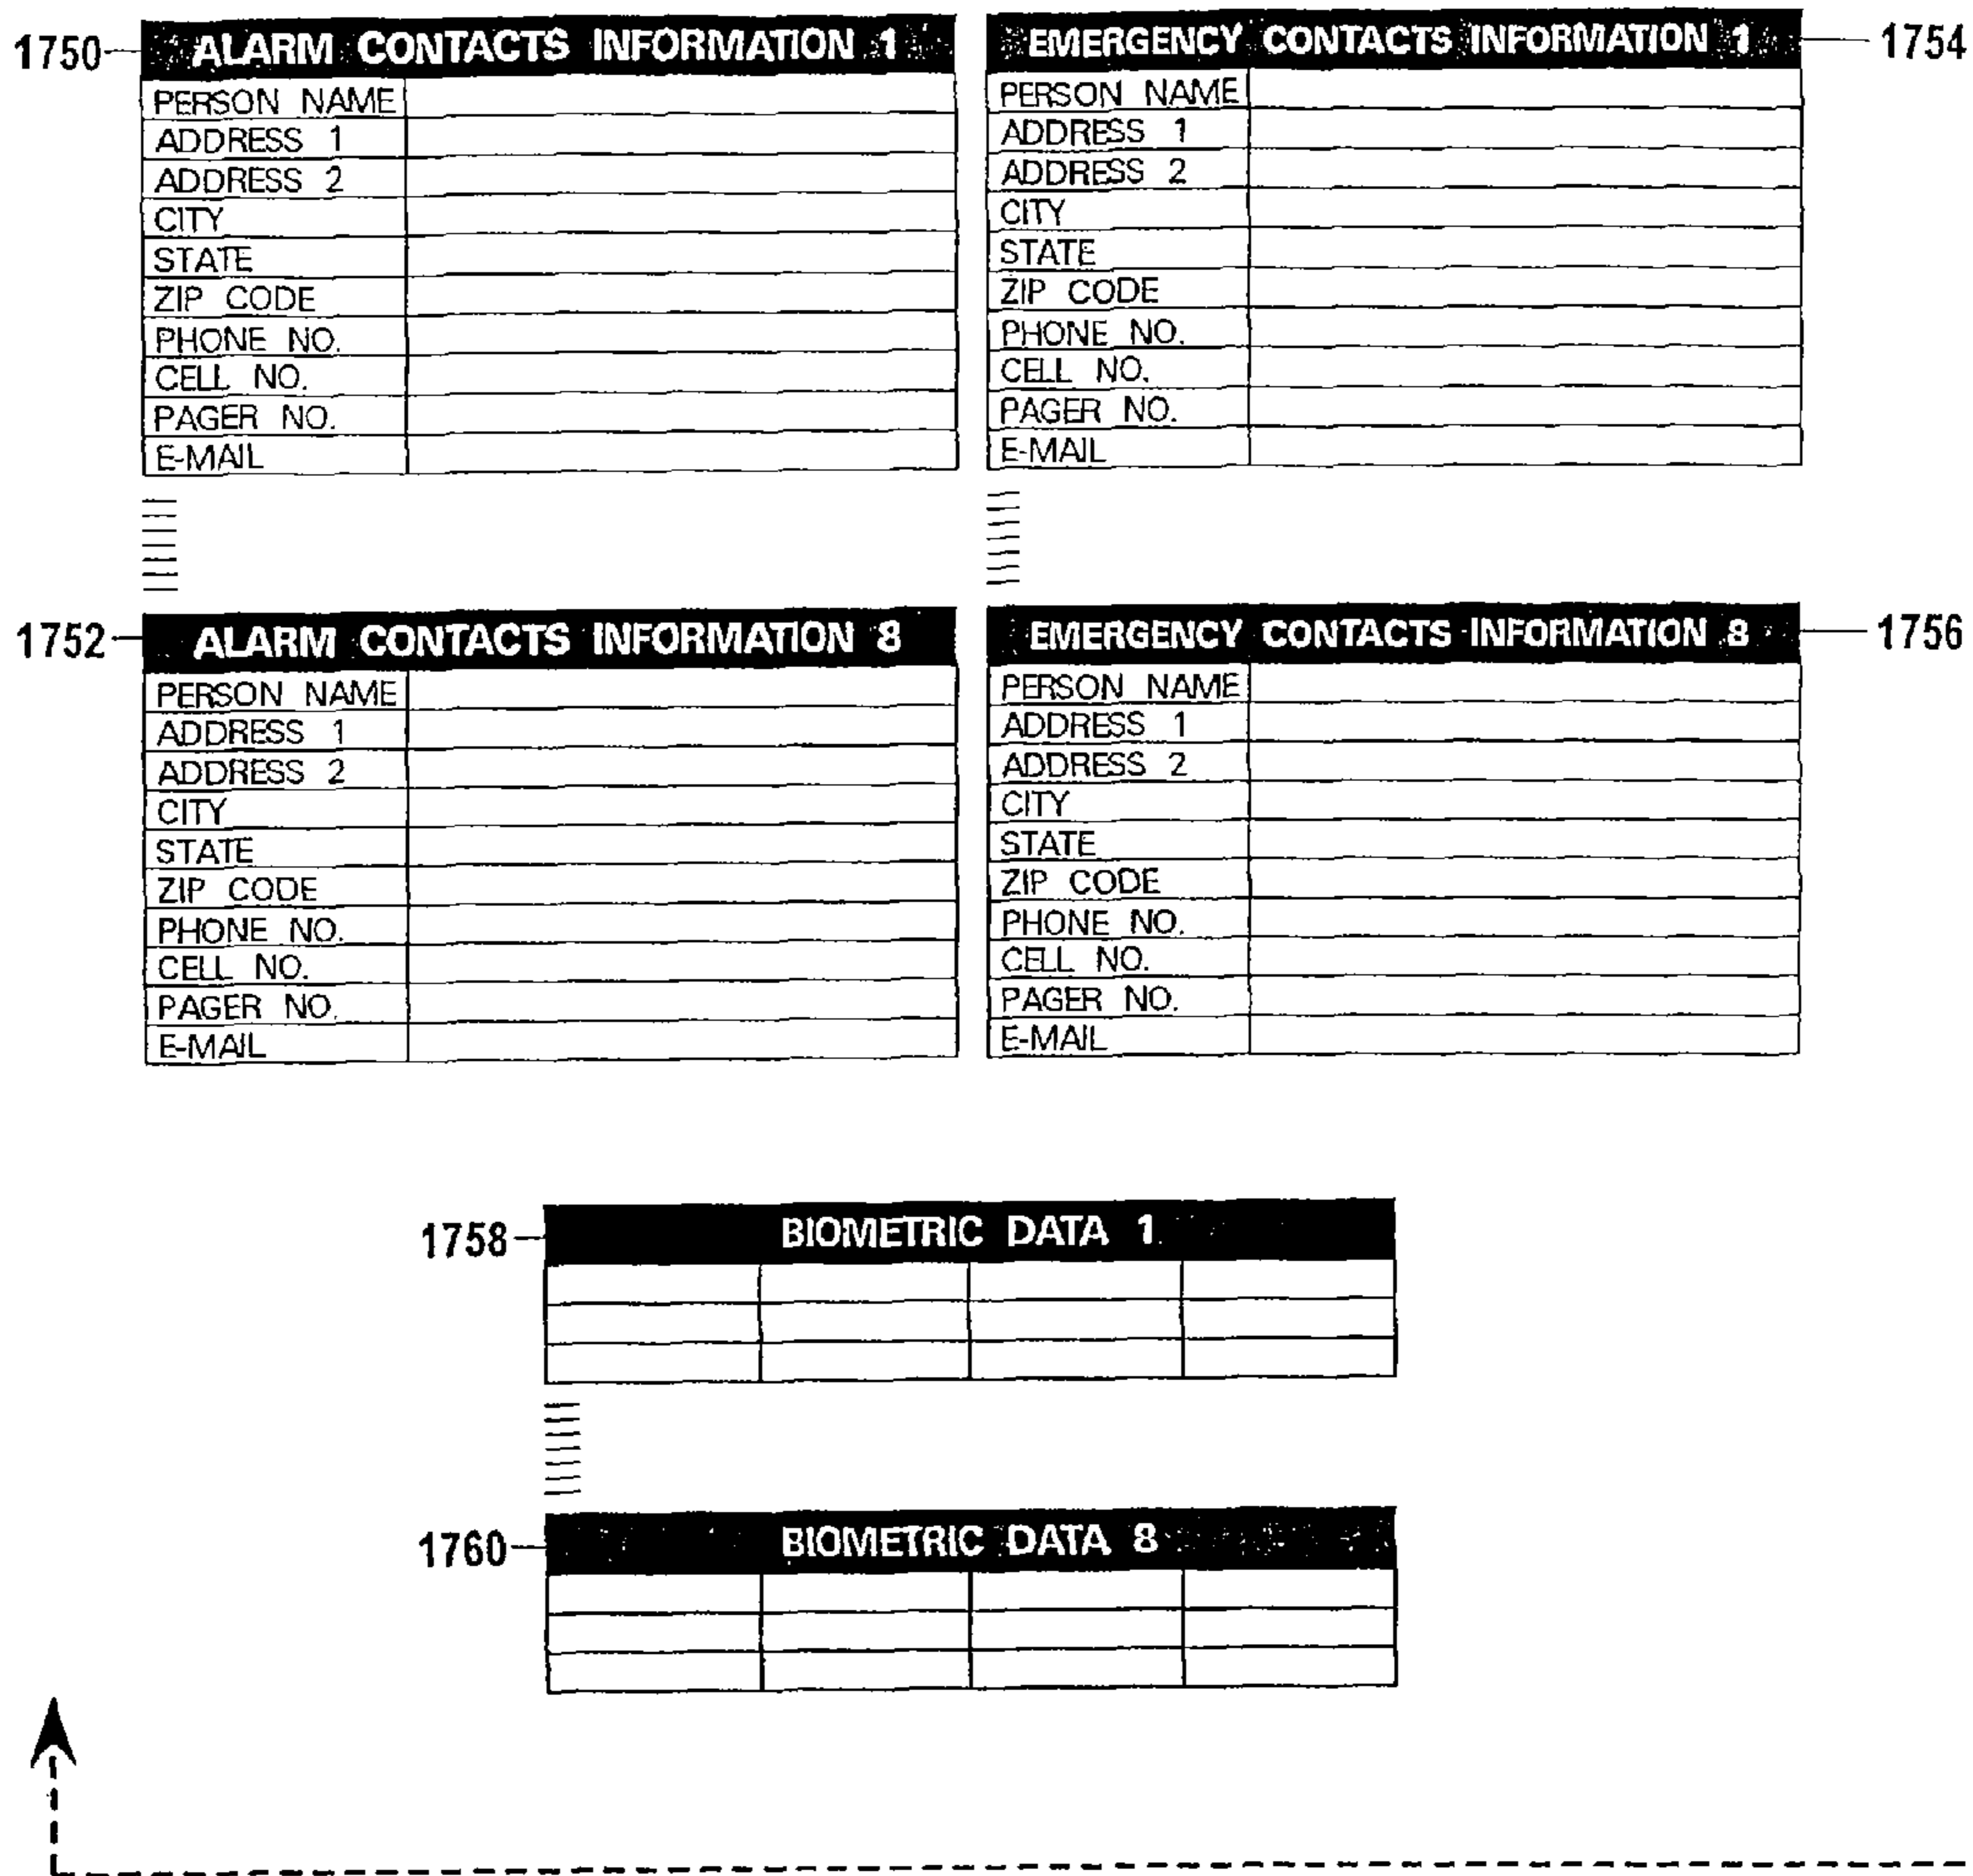 1750 ALARM CONTACTS INFORMATION 1
PERSON NAME
ADDRESS 1
ADDRESS 2
CITY
STATE
ZIP CODE
PHONE NO.
CELL NO.
PAGER NO.
E-MAIL
EMERGENCY CONTACTS INFORMATION 1 1754
PERSON NAME
ADDRESS 1
ADDRESS 2
CITY
STATE
ZIP CODE
PHONE NO.
CELL NO.
PAGER NO.
E-MAIL
1752 ALARM CONTACTS INFORMATION 8
PERSON NAME
ADDRESS 1
ADDRESS 2
CITY
STATE
ZIP CODE
PHONE NO.
CELL NO.
PAGER NO.
E-MAIL
EMERGENCY CONTACTS INFORMATION 8 1756
PERSON NAME
ADDRESS 1
ADDRESS 2
CITY
STATE
ZIP CODE
PHONE NO.
CELL NO.
PAGER NO.
E-MAIL
1758 BIOMETRIC DATA 1
1760 BIOMETRIC DATA 8